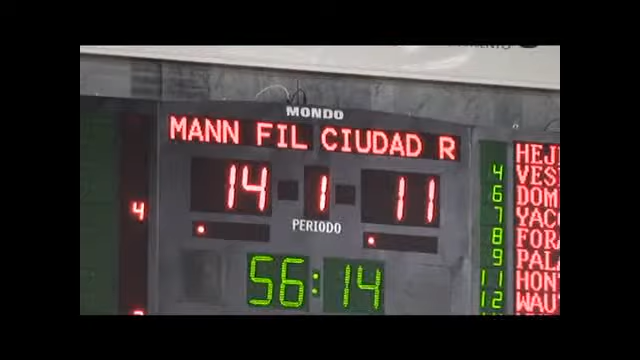 MONDO
MANN FIL CIUDAD R
14 1 11
PERIODO
56:14
4
4 HEJ
6 VES
7 DOM
8 YAC
9 FOR
11 PAL
12 HON
WAU